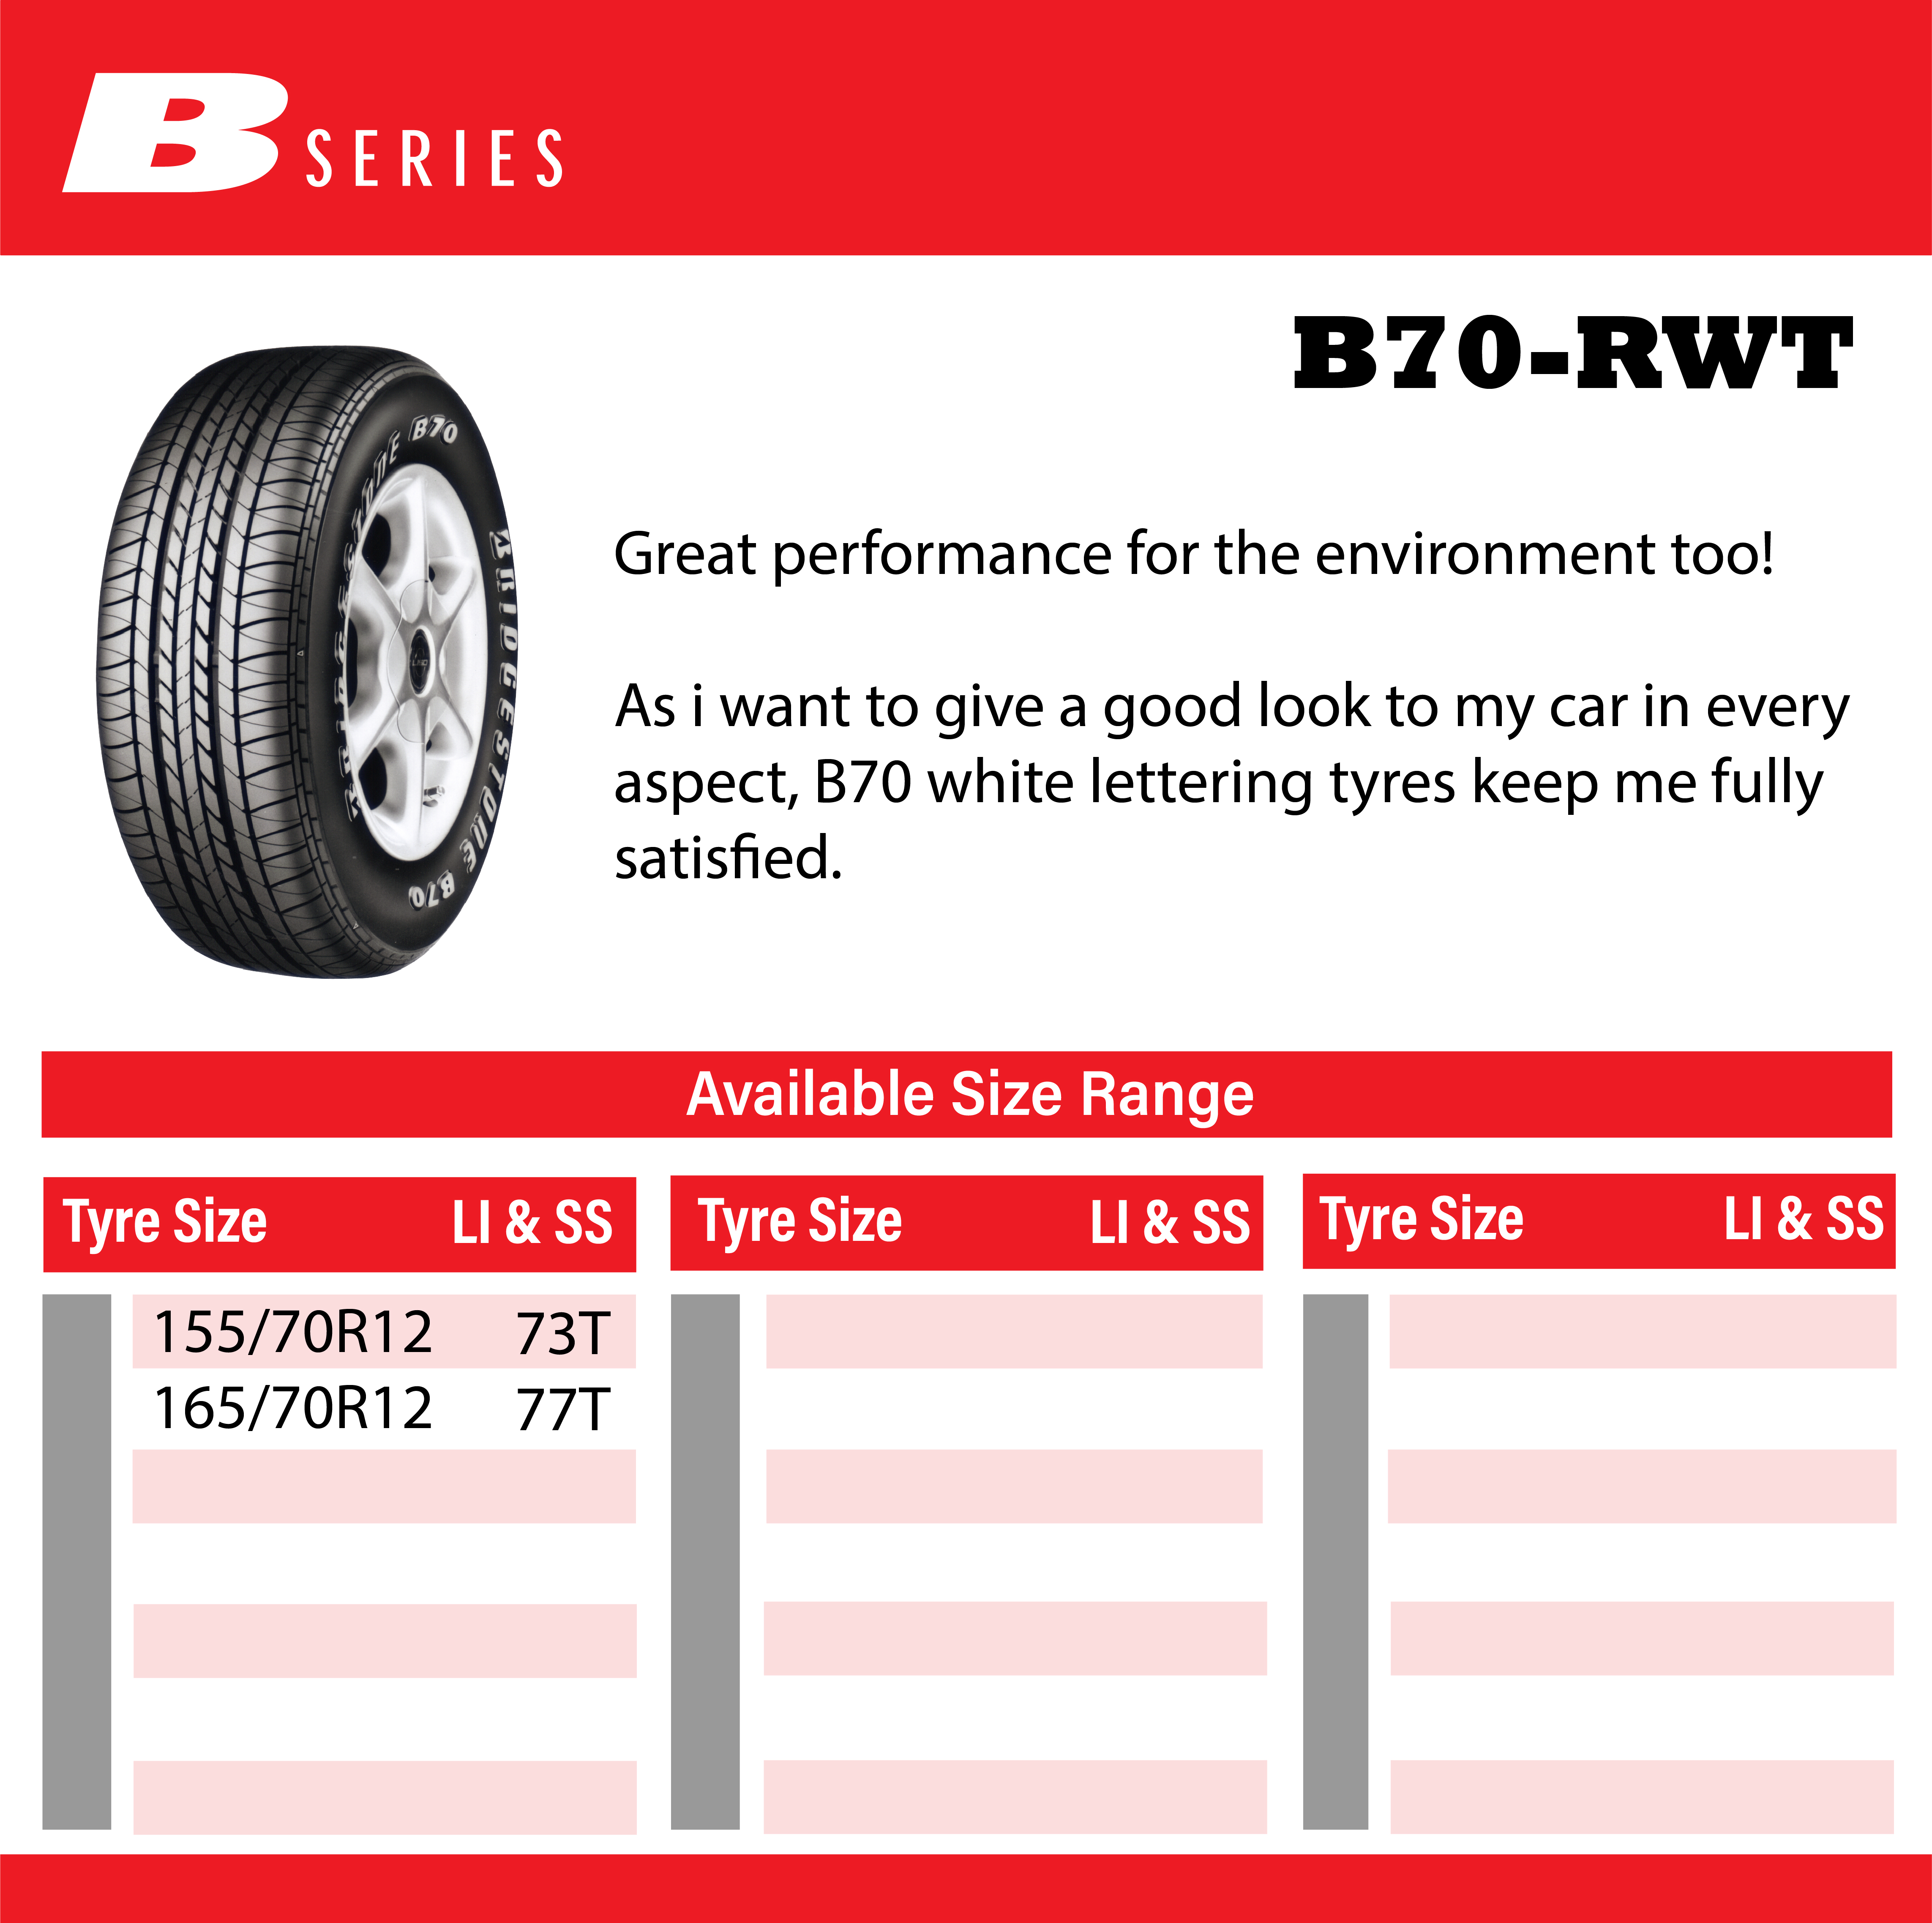 B SERIES
B70-RWT
BRIDGESTONE B70
BRIDGESTONE B70
Great performance for the environment too!
As i want to give a good look to my car in every
aspect, B70 white lettering tyres keep me fully
satisfied.
Available Size Range
Tyre Size LI & SS Tyre Size LI & SS Tyre Size LI & SS
155/70R12 73T
165/70R12 77T